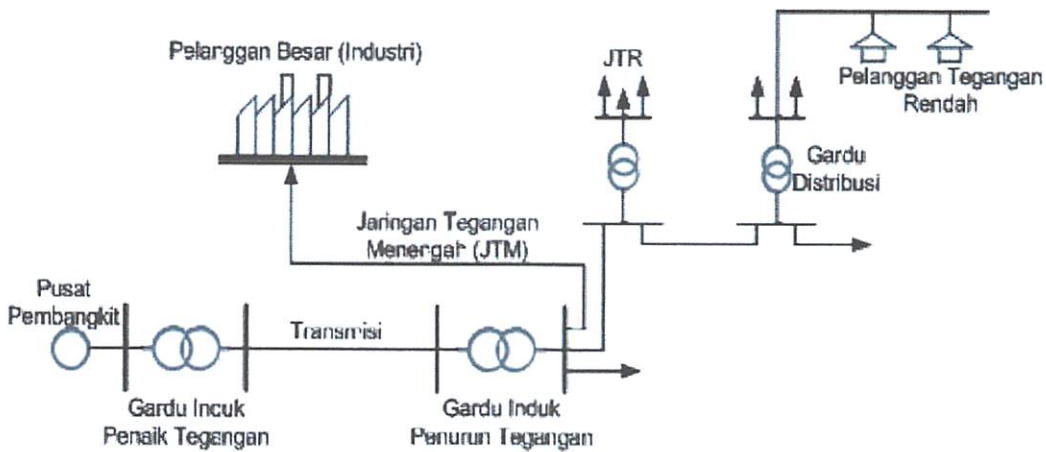 Pelanggan Besar (Industri)
JTR
Pelanggan Tegangan
Rendah
Gardu
Distribusi
Jaringan Tegangan
Menengah (JTM)
Pusat
Pembangkit
Transmisi
Gardu Incuk
Penaik Tegangan
Gardu Induk
Penurun Tegangan